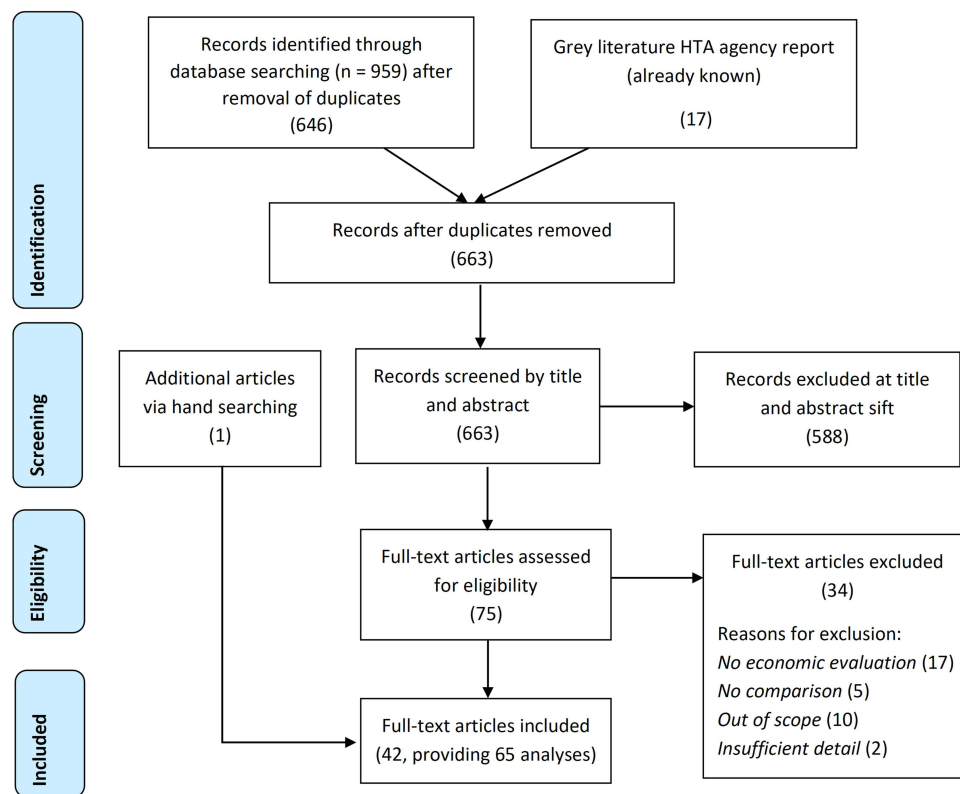 Identification
Records identified through
database searching (n = 959) after
removal of duplicates
(646)
Grey literature HTA agency report
(already known)
(17)
Records after duplicates removed
(663)
Screening
Additional articles
via hand searching
(1)
Records screened by title
and abstract
(663)
Records excluded at title
and abstract sift
(588)
Eligibility
Full-text articles assessed
for eligibility
(75)
Full-text articles excluded
(34)
Reasons for exclusion:
No economic evaluation (17)
No comparison (5)
Out of scope (10)
Insufficient detail (2)
Included
Full-text articles included
(42, providing 65 analyses)